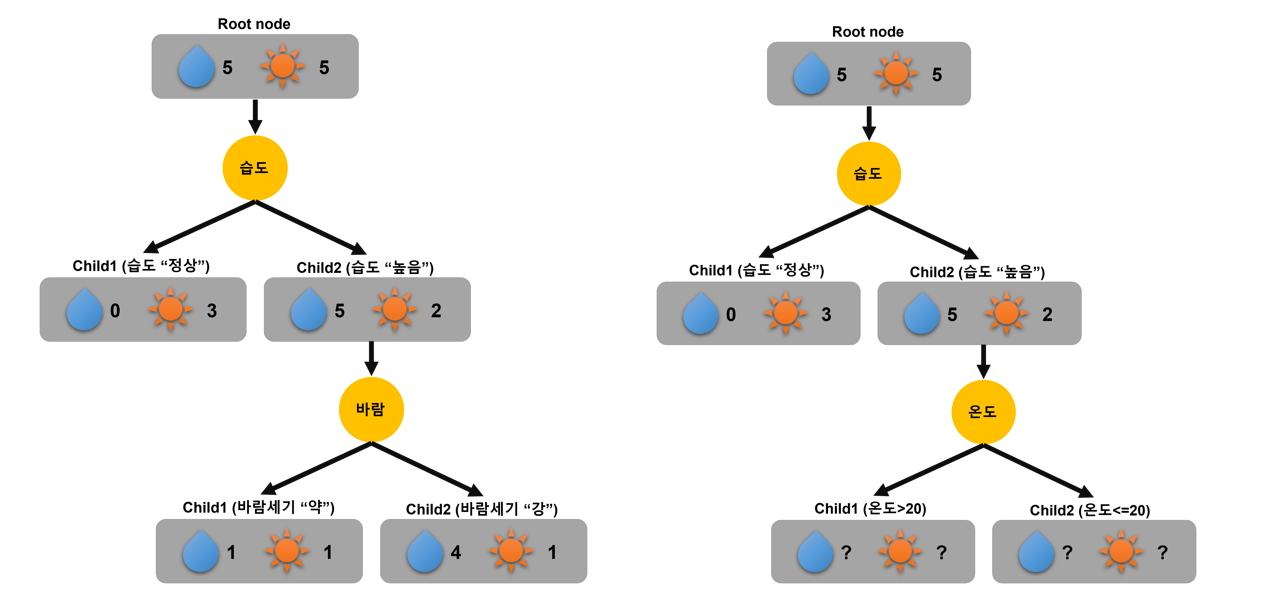 Root node
5 5
습도
Child1 (습도 “정상”)
0 3
Child2 (습도 “높음”)
5 2
바람
Child1 (바람세기 “약”)
1 1
Child2 (바람세기 “강”)
4 1
Root node
5 5
습도
Child1 (습도 “정상”)
0 3
Child2 (습도 “높음”)
5 2
온도
Child1 (온도>20)
? ?
Child2 (온도<=20)
? ?